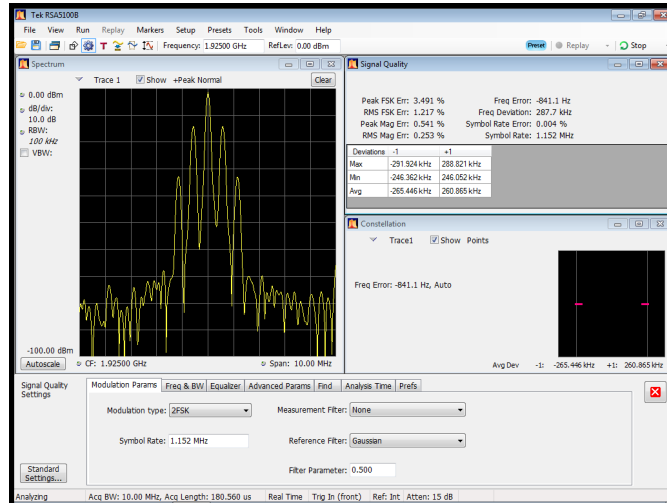 Tek RSA5100B
File View Run Replay Markers Setup Presets Tools Window Help
Frequency: 1.92500 GHz RefLev: 0.00 dBm Preset Replay Stop
Spectrum
Trace 1 Show +Peak Normal Clear
0.00 dBm
dB/div:
10.0 dB
RBW:
100 kHz
VBW:
-100.00 dBm
Autoscale CF: 1.92500 GHz Span: 10.00 MHz
Signal Quality
Peak FSK Err: 3.491 % Freq Error: -841.1 Hz
RMS FSK Err: 1.217 % Freq Deviation: 287.7 kHz
Peak Mag Err: 0.541 % Symbol Rate Error: 0.004 %
RMS Mag Err: 0.253 % Symbol Rate: 1.152 MHz
Deviations -1 +1
Max -291.924 kHz 288.821 kHz
Min -246.362 kHz 246.052 kHz
Avg -265.446 kHz 260.865 kHz
Constellation
Trace1 Show Points
Freq Error: -841.1 Hz, Auto
Avg Dev -1: -265.446 kHz +1: 260.865 kHz
Signal Quality
Settings
Modulation Params Freq & BW Equalizer Advanced Params Find Analysis Time Prefs
Modulation type: 2FSK Measurement Filter: None
Symbol Rate: 1.152 MHz Reference Filter: Gaussian
Filter Parameter: 0.500
Standard
Settings...
Analyzing Acq BW: 10.00 MHz, Acq Length: 180.560 us Real Time Trig In (front) Ref: Int Atten: 15 dB